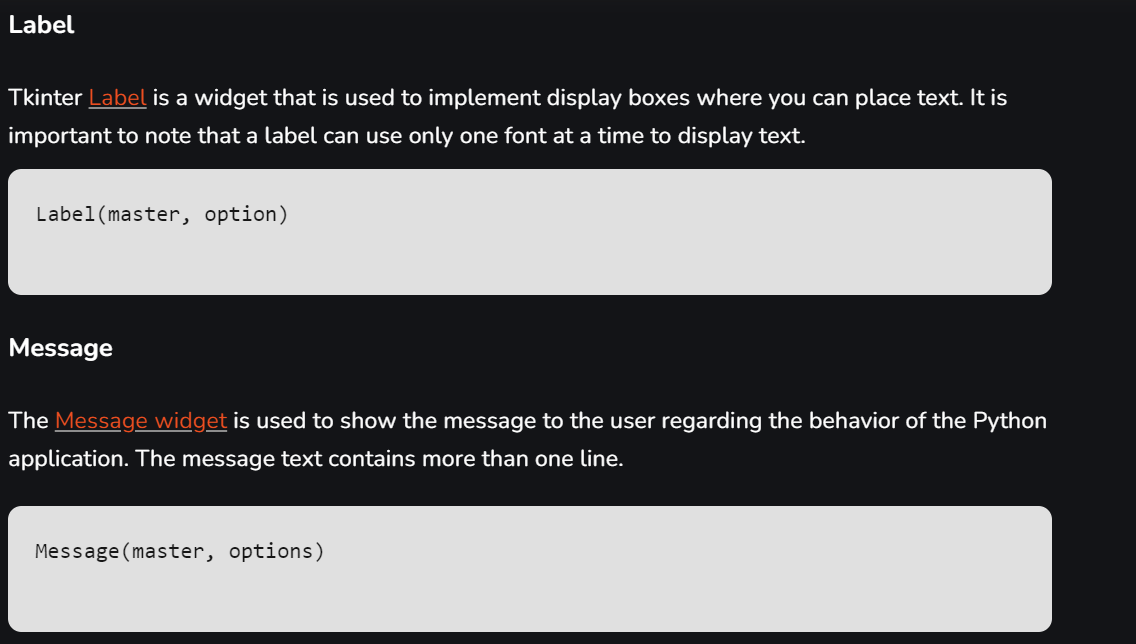 Label
Tkinter Label is a widget that is used to implement display boxes where you can place text. It is
important to note that a label can use only one font at a time to display text.
Label(master, option)
Message
The Message widget is used to show the message to the user regarding the behavior of the Python
application. The message text contains more than one line.
Message(master, options)